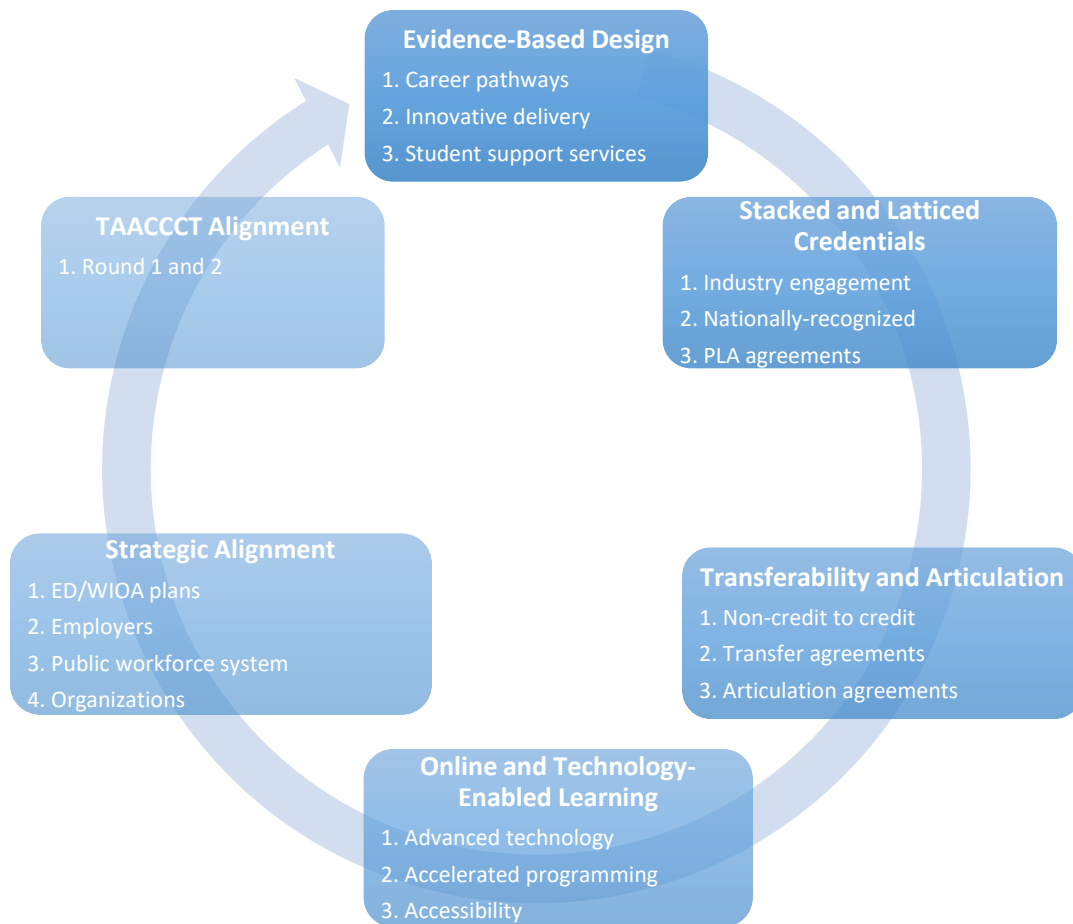 Evidence-Based Design
1. Career pathways
2. Innovative delivery
3. Student support services
Stacked and Latticed
Credentials
1. Industry engagement
2. Nationally-recognized
3. PLA agreements
Transferability and Articulation
1. Non-credit to credit
2. Transfer agreements
3. Articulation agreements
Online and Technology-
Enabled Learning
1. Advanced technology
2. Accelerated programming
3. Accessibility
Strategic Alignment
1. ED/WIOA plans
2. Employers
3. Public workforce system
4. Organizations
TAACCCT Alignment
1. Round 1 and 2